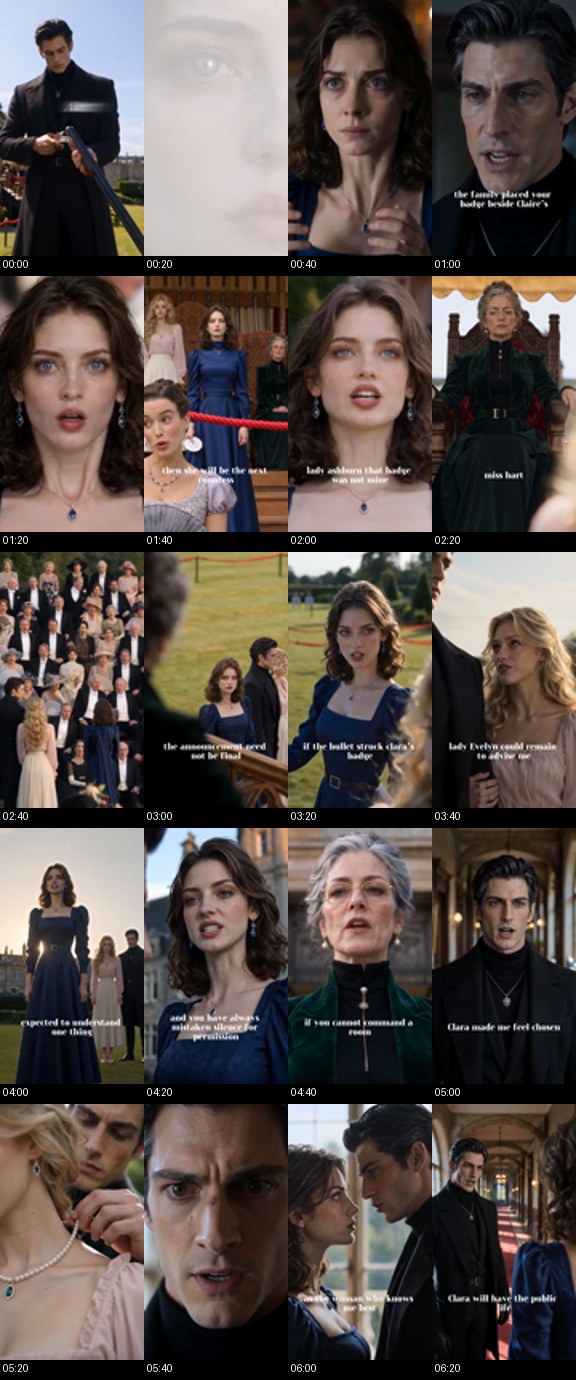 00:00
00:20
00:40
the family placed your
badge beside Claire's
01:00
01:20
then she will be the next
countess
01:40
lady ashburn that badge
was not mine
02:00
miss hart
02:20
02:40
the announcement need
not be final
03:00
if the bullet struck clara's
badge
03:20
lady Evelyn could remain
to advise me
03:40
expected to understand
one thing
04:00
and you have always
mistaken silence for
permission
04:20
if you cannot command a
room
04:40
Clara made me feel chosen
05:00
05:20
05:40
as the woman who knows
me best
06:00
Clara will have the public
life
06:20